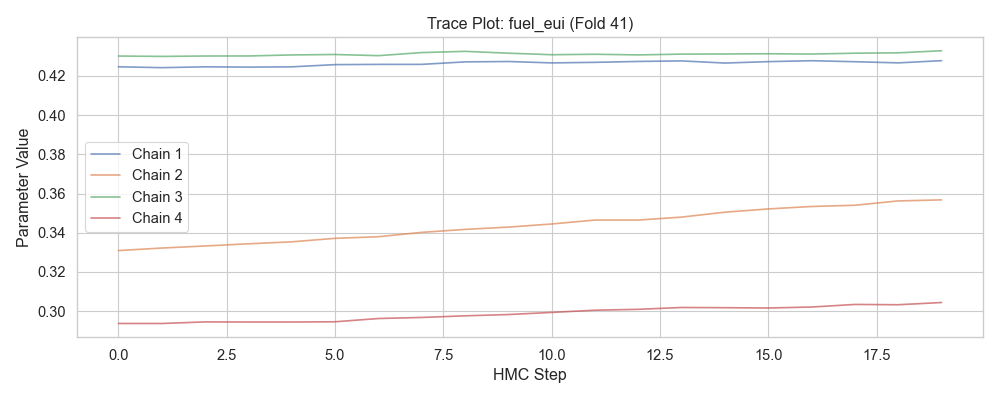 Trace Plot: fuel_eui (Fold 41)
Parameter Value
0.42
0.40
0.38
0.36
0.34
0.32
0.30
Chain 1
Chain 2
Chain 3
Chain 4
0.0 2.5 5.0 7.5 10.0 12.5 15.0 17.5
HMC Step